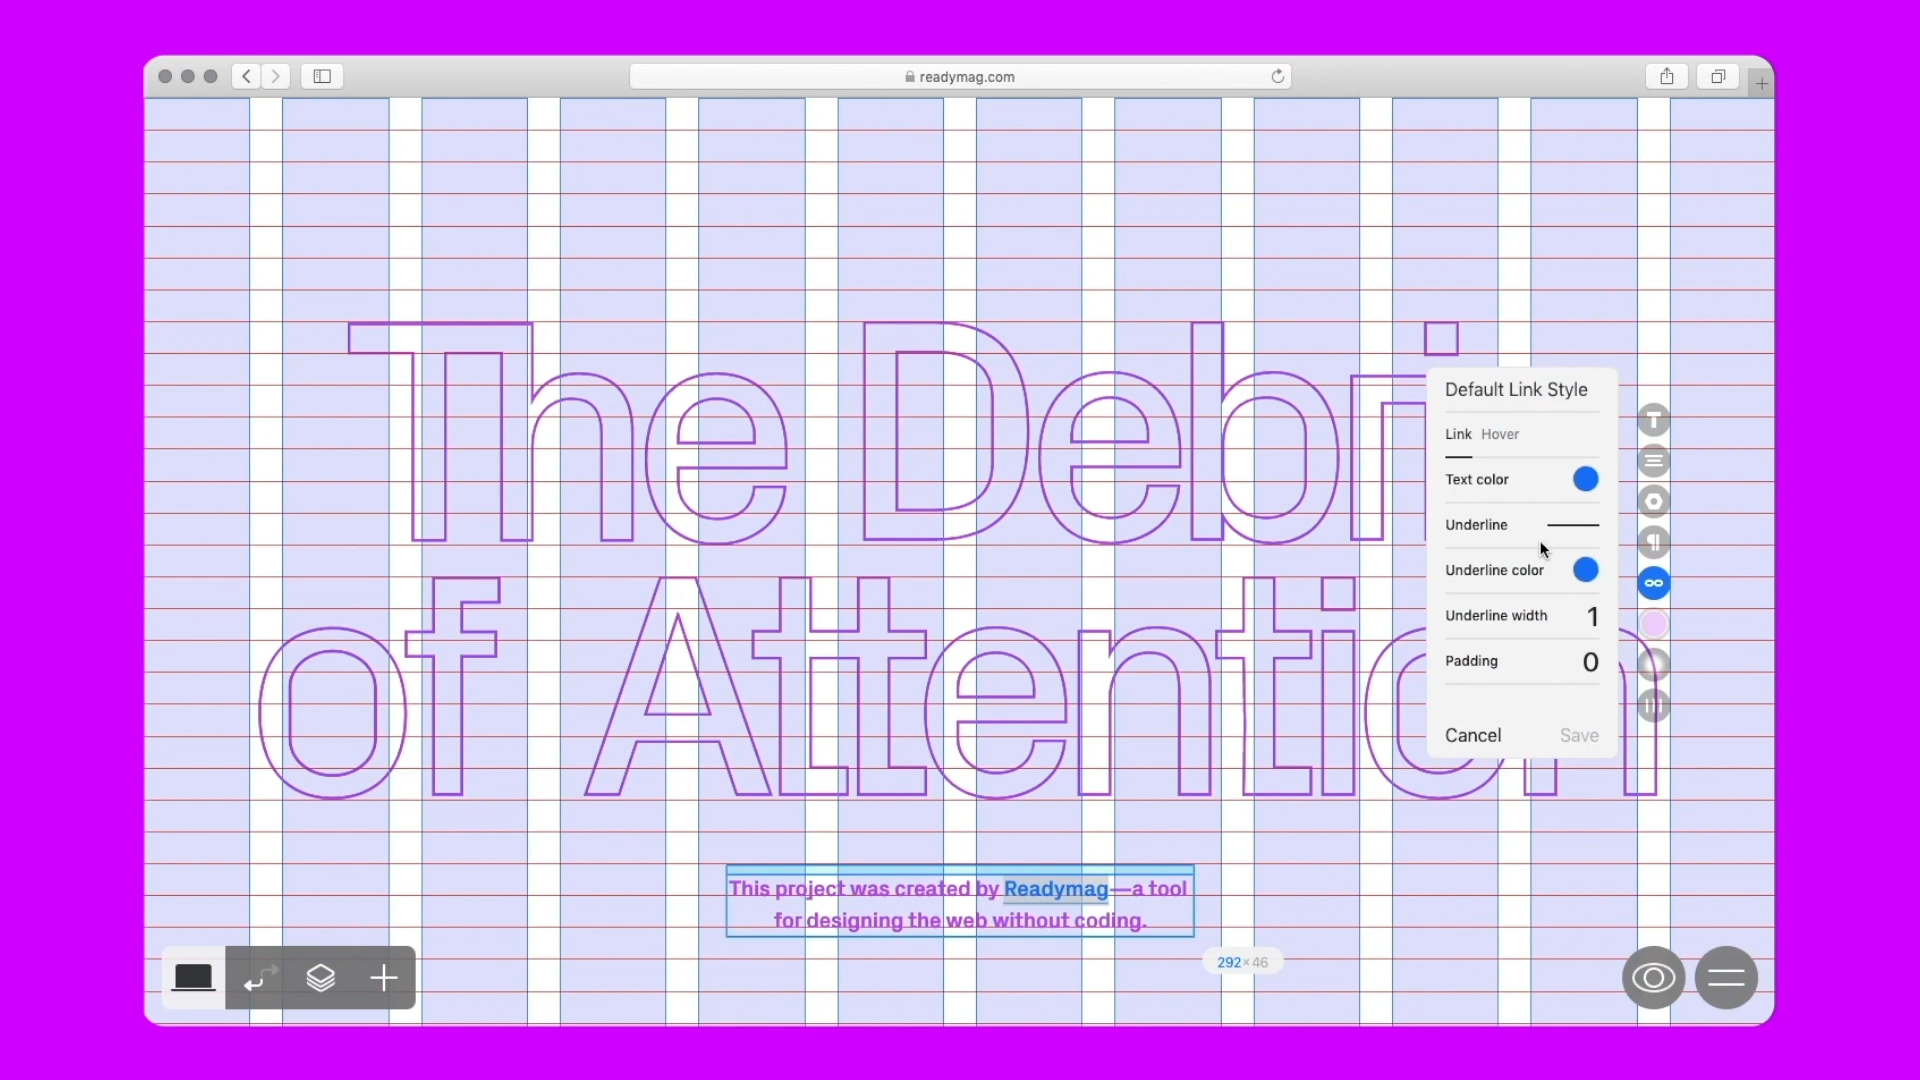 readymag.com
The Debri
of Attention
Default Link Style
Link Hover
Text color
Underline
Underline color
Underline width 1
Padding 0
Cancel Save
This project was created by Readymag—a tool
for designing the web without coding.
292×46